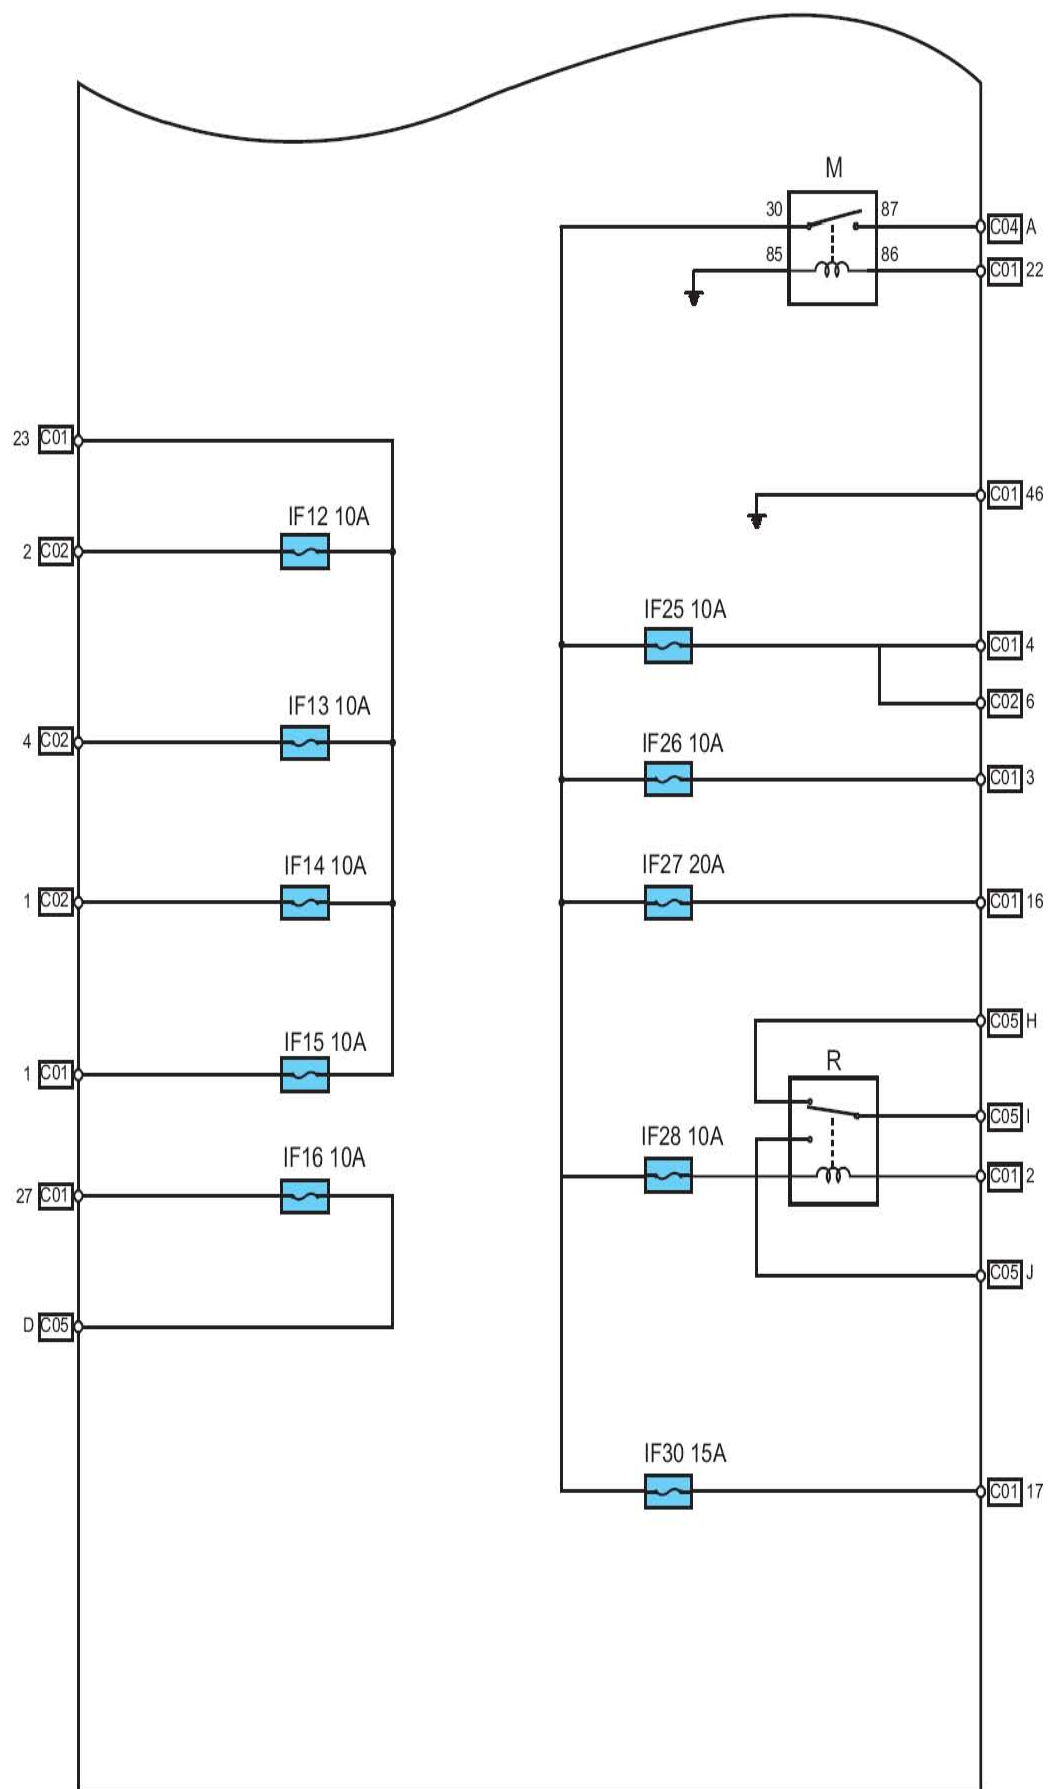 M
30 87
C04 A
85 86
C01 22
23 C01
C01 46
IF12 10A
2 C02
IF25 10A
C01 4
C02 6
IF13 10A
4 C02
IF26 10A
C01 3
IF14 10A
1 C02
IF27 20A
C01 16
C05 H
IF15 10A
1 C01
R
C05 I
IF28 10A
C01 2
IF16 10A
27 C01
C05 J
D C05
IF30 15A
C01 17